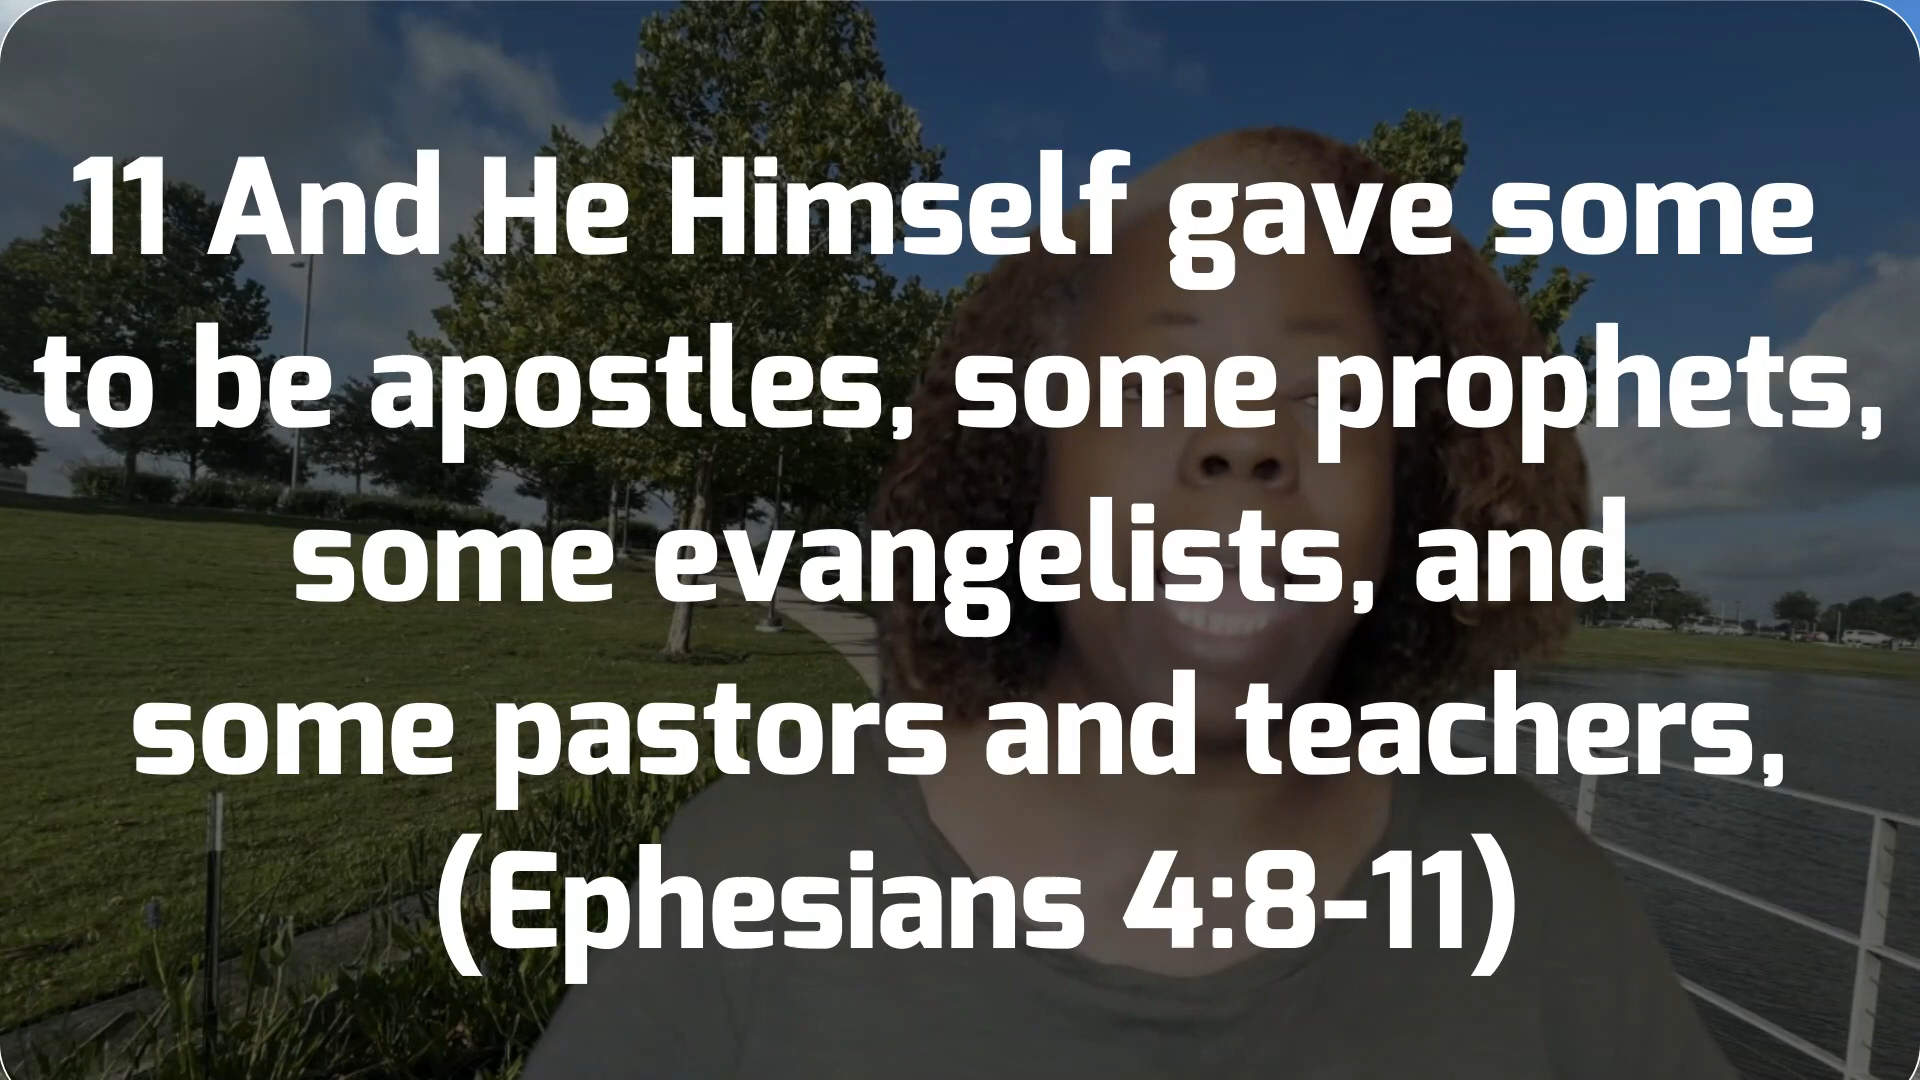 11 And He Himself gave some
to be apostles, some prophets,
some evangelists, and
some pastors and teachers,
(Ephesians 4:8-11)